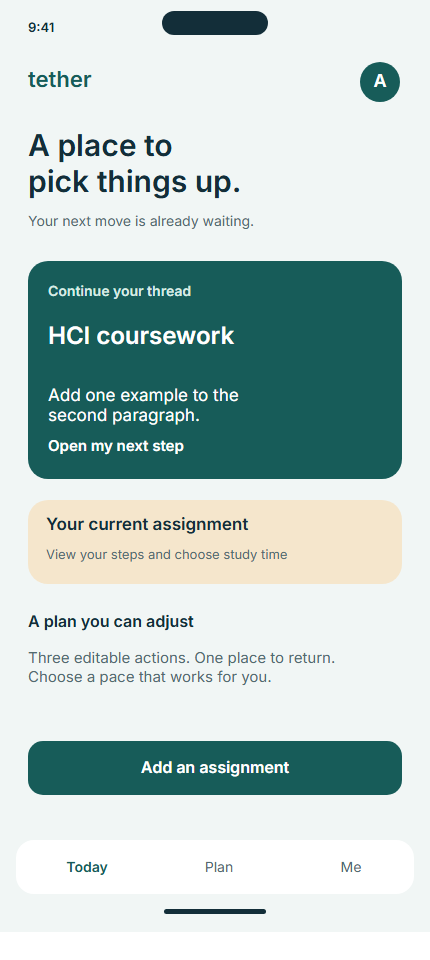 9:41
tether
A
A place to
pick things up.
Your next move is already waiting.
Continue your thread
HCI coursework
Add one example to the
second paragraph.
Open my next step
Your current assignment
View your steps and choose study time
A plan you can adjust
Three editable actions. One place to return.
Choose a pace that works for you.
Add an assignment
Today
Plan
Me